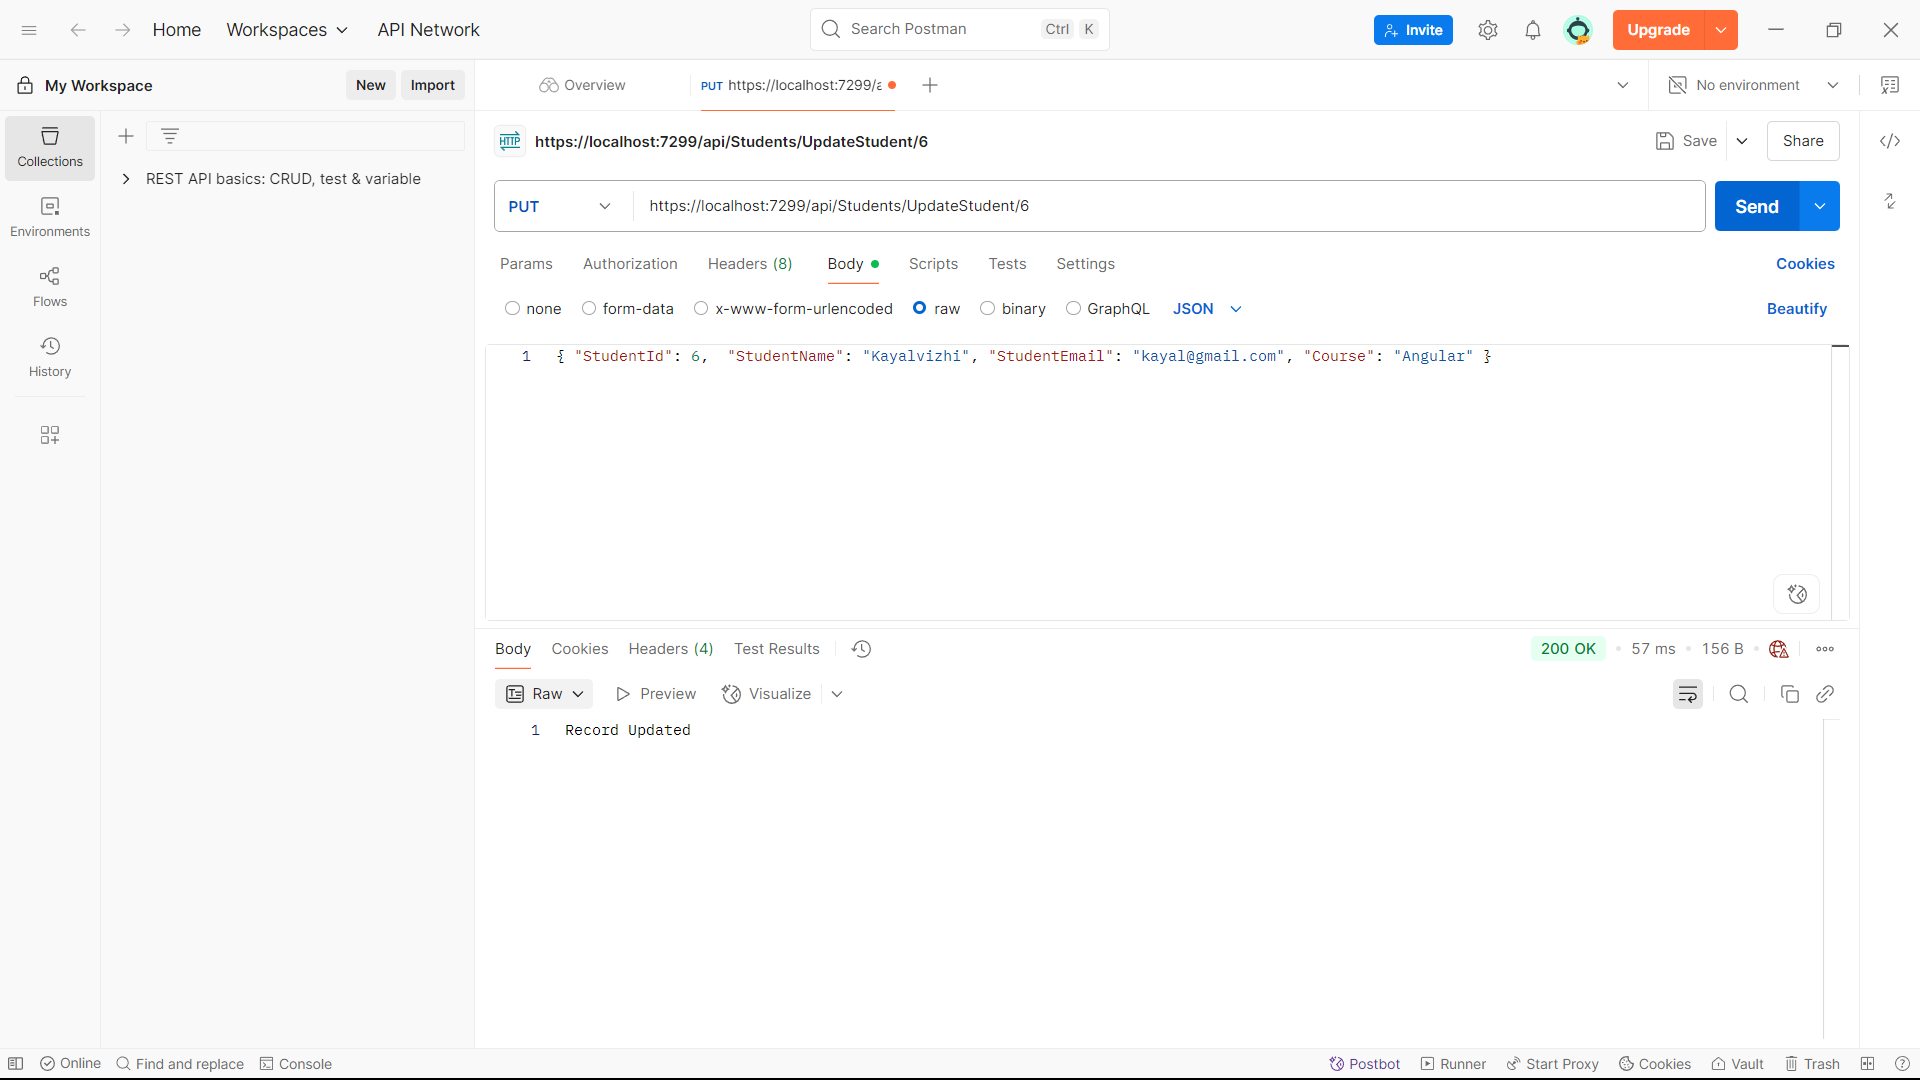 Home Workspaces API Network Search Postman Ctrl K Invite Upgrade
My Workspace New Import Overview PUT https://localhost:7299/a No environment
HTTP https://localhost:7299/api/Students/UpdateStudent/6 Save Share
Collections
REST API basics: CRUD, test & variable
PUT https://localhost:7299/api/Students/UpdateStudent/6 Send
Environments
Params Authorization Headers (8) Body Scripts Tests Settings Cookies
Flows
none form-data x-www-form-urlencoded raw binary GraphQL JSON Beautify
History
1 { "StudentId": 6,  "StudentName": "Kayalvizhi", "StudentEmail": "kayal@gmail.com", "Course": "Angular" }
Body Cookies Headers (4) Test Results 200 OK 57 ms 156 B
Raw Preview Visualize
1 Record Updated
Online Find and replace Console Postbot Runner Start Proxy Cookies Vault Trash